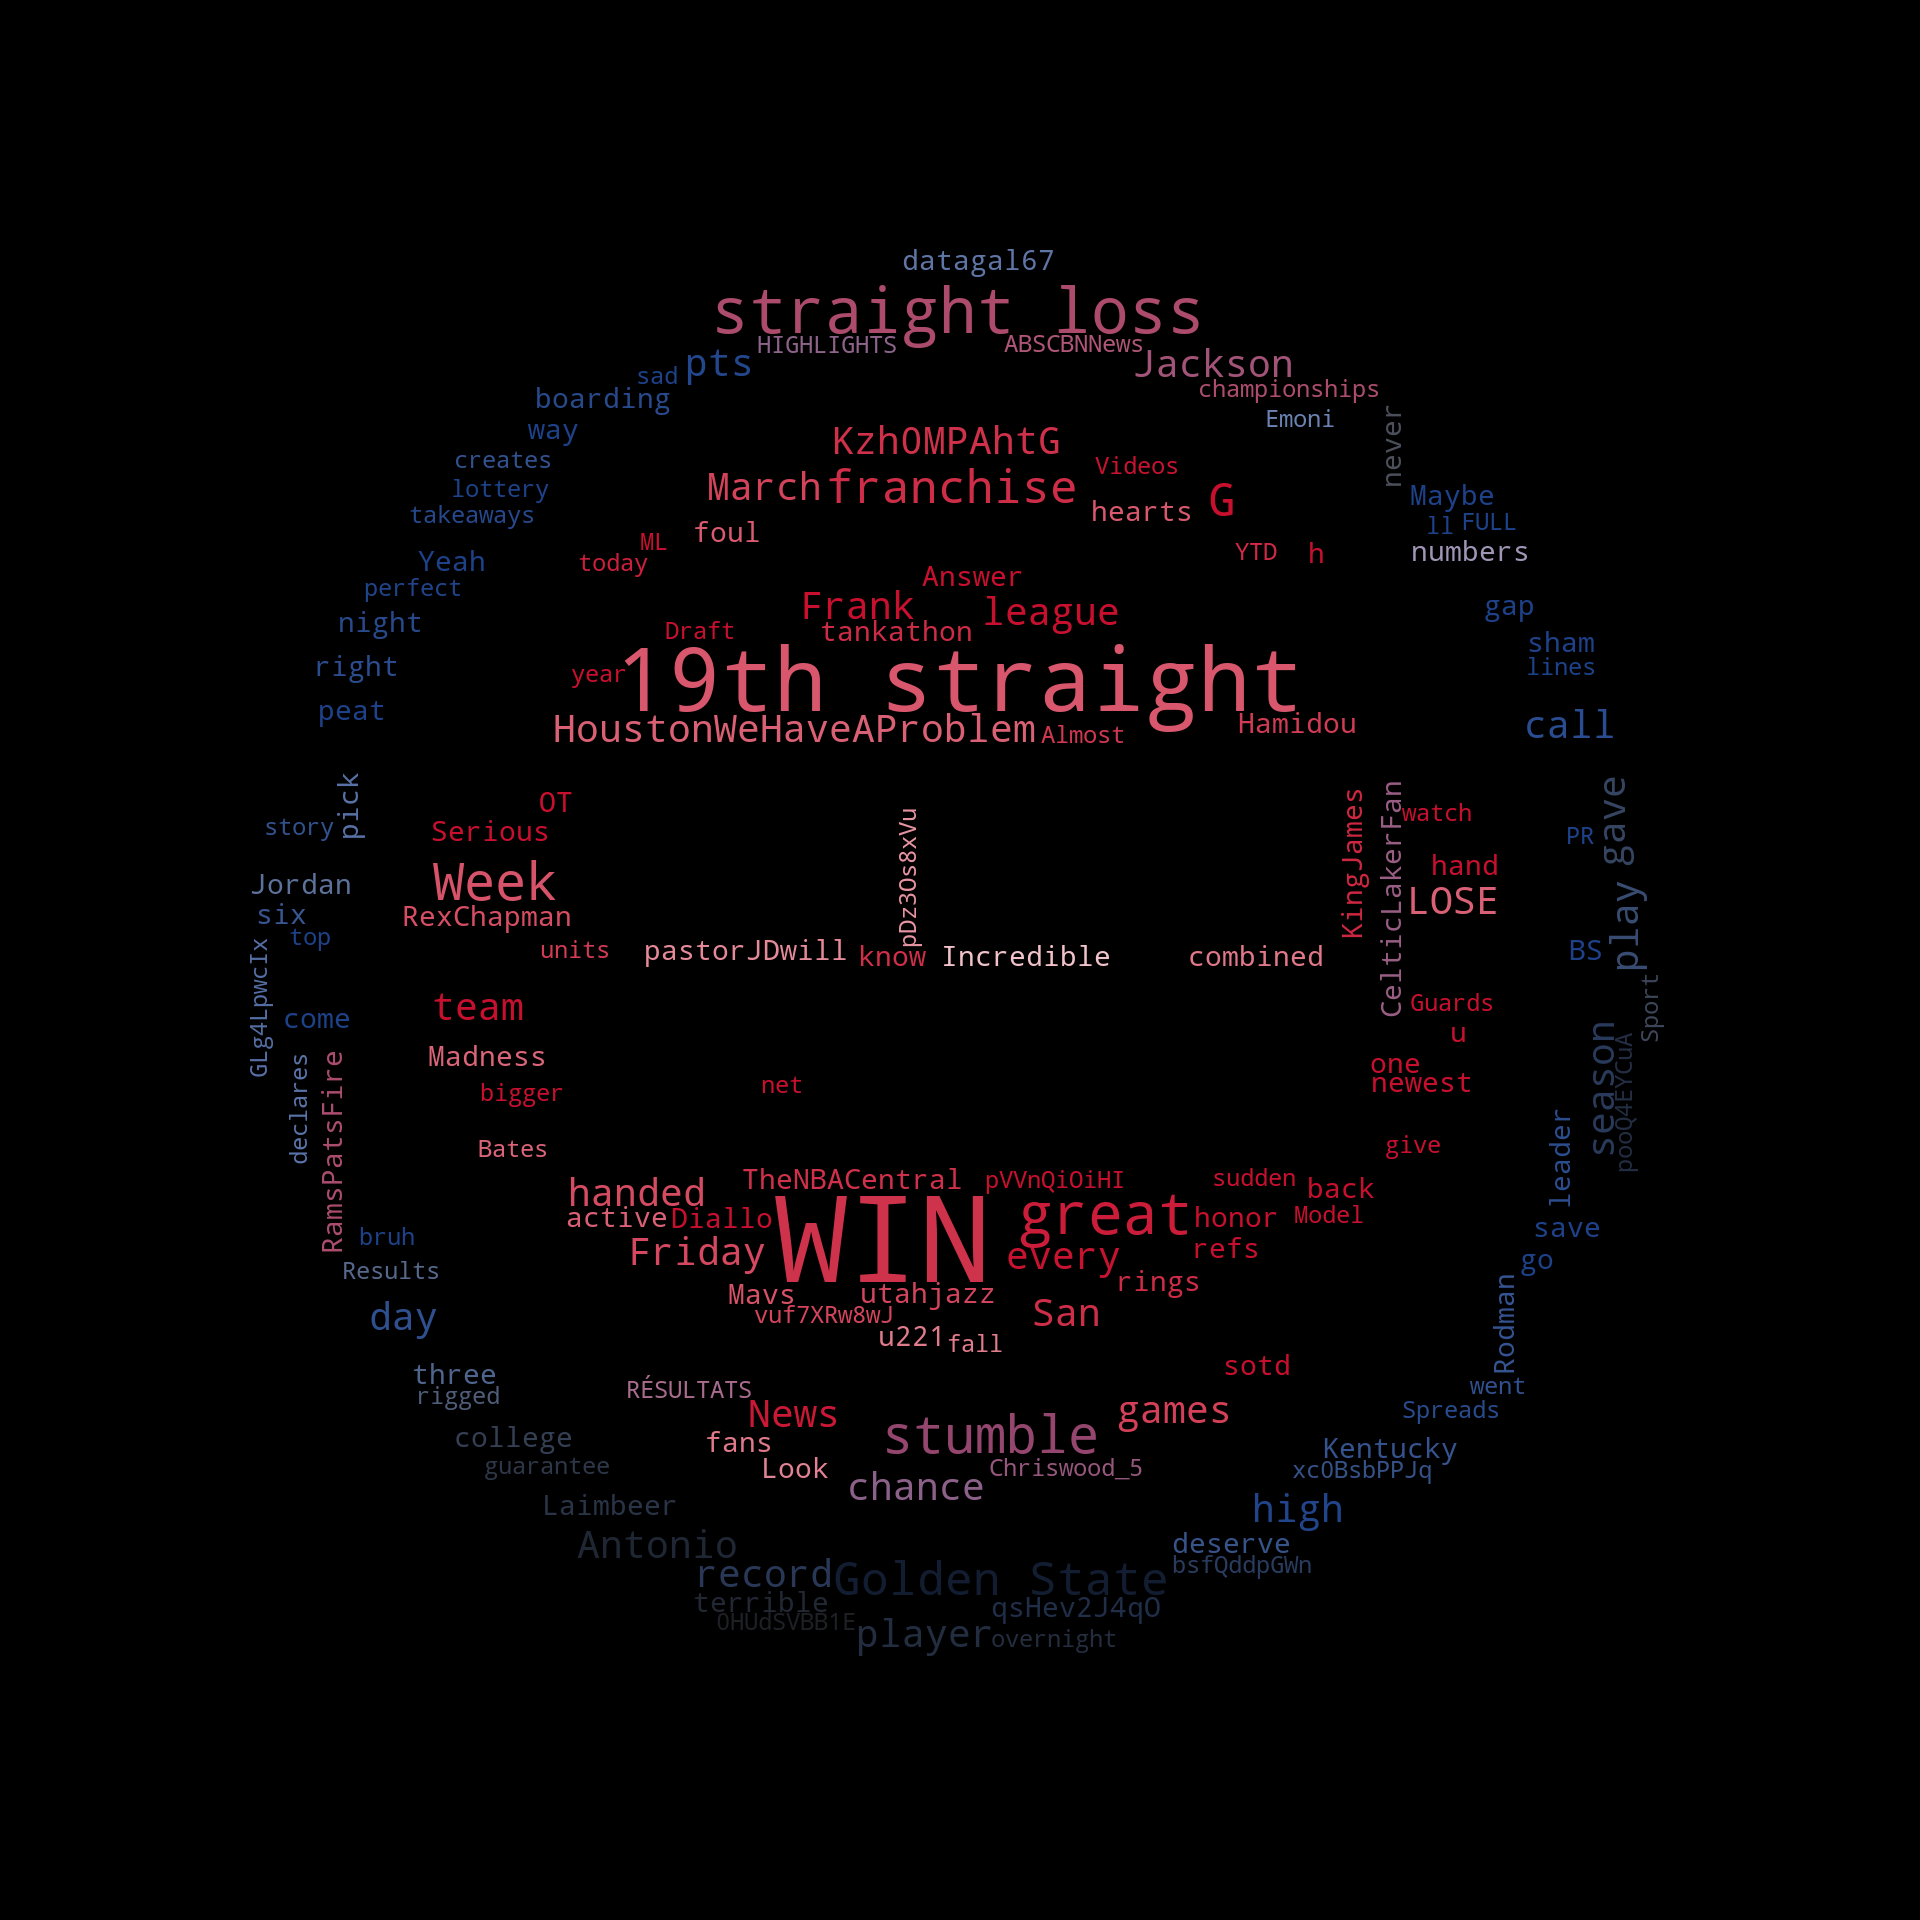 datagal67
straight loss
HIGHLIGHTS
ABSCBNNews
pts
Jackson
sad
championships
boarding
Emoni
way
never
KzhOMPAhtG
creates
Videos
lottery
March
franchise
G
Maybe
takeaways
hearts
ll
FULL
foul
ML
YTD
h
numbers
Yeah
today
Answer
perfect
Frank
league
gap
night
Draft
tankathon
sham
right
year
19th straight
lines
peat
HoustonWeHaveAProblem
Almost
Hamidou
call
pick
OT
story
Serious
pDz3Os8xVu
KingJames
CelticLakerFan
watch
PR
gave
Jordan
Week
hand
LOSE
six
RexChapman
play
top
units
pastorJDwill
know
Incredible
combined
BS
GLg4LpwcIx
come
team
Guards
Sport
u
declares
RamsPatsFire
Madness
one
newest
season
pooQ4EYCuA
bigger
net
Bates
give
leader
handed
TheNBACentral
pVVnQiOiHI
sudden
back
active
Diallo
WIN
great
honor
Model
bruh
Friday
every
refs
save
Results
go
Mavs
utahjazz
rings
day
vuf7XRw8wJ
San
Rodman
u221
fall
three
sotd
rigged
RÉSULTATS
went
News
games
Spreads
college
fans
stumble
Kentucky
guarantee
Look
Chriswood_5
xcOBsbPPJq
chance
Laimbeer
high
Antonio
deserve
record
Golden State
bsfQddpGWn
terrible
qsHev2J4qO
OHUdSVBB1E
player
overnight